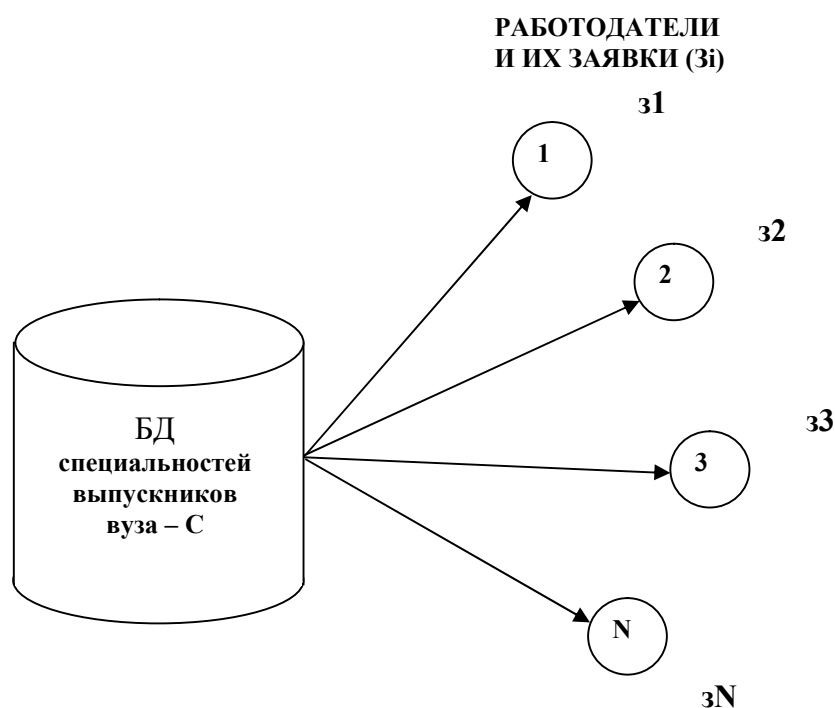 РАБОТОДАТЕЛИ
И ИХ ЗАЯВКИ (Зi)
з1
1
з2
2
БД
специальностей
выпускников
вуза – С
з3
3
N
зN